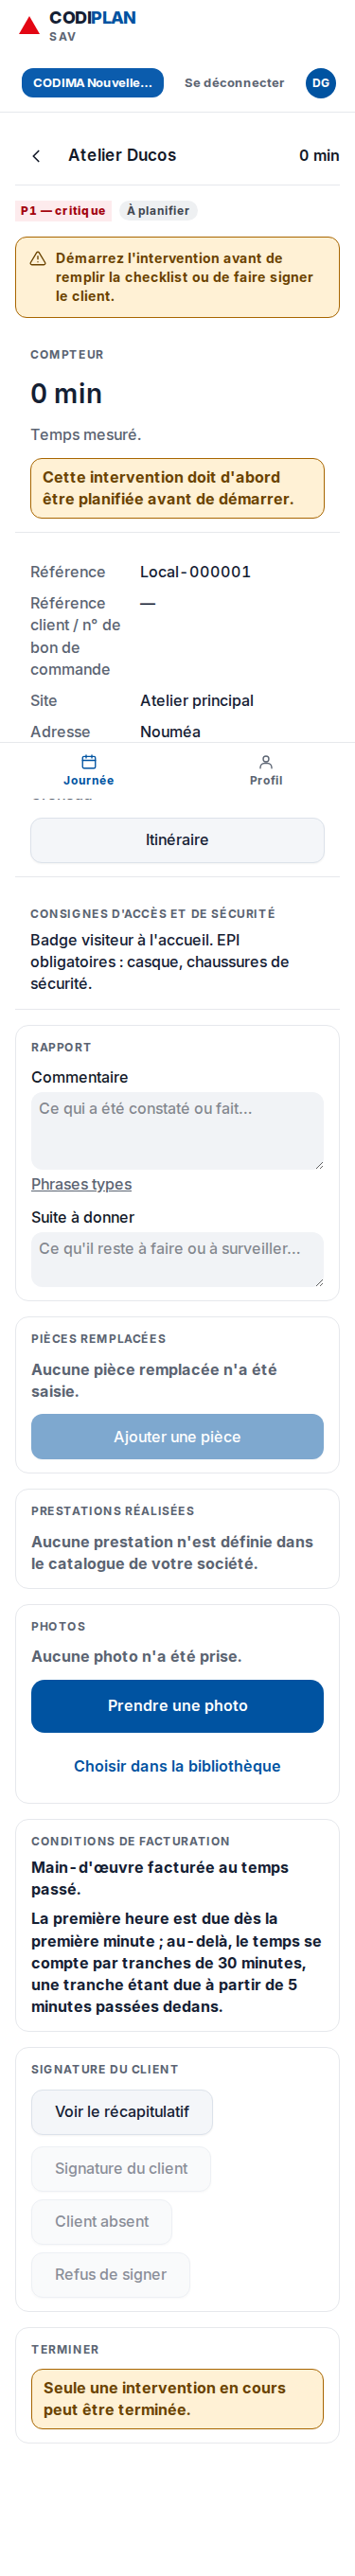 CODIPLAN
SAV
CODIMA Nouvelle...
Se déconnecter
DG
Atelier Ducos
0 min
P1 — critique
À planifier
Démarrez l'intervention avant de
remplir la checklist ou de faire signer
le client.
COMPTEUR
0 min
Temps mesuré.
Cette intervention doit d'abord
être planifiée avant de démarrer.
Référence
Local-000001
Référence
client / n° de
bon de
commande
—
Site
Atelier principal
Adresse
Nouméa
Journée
Profil
Itinéraire
CONSIGNES D'ACCÈS ET DE SÉCURITÉ
Badge visiteur à l'accueil. EPI
obligatoires : casque, chaussures de
sécurité.
RAPPORT
Commentaire
Ce qui a été constaté ou fait...
Phrases types
Suite à donner
Ce qu'il reste à faire ou à surveiller...
PIÈCES REMPLACÉES
Aucune pièce remplacée n'a été
saisie.
Ajouter une pièce
PRESTATIONS RÉALISÉES
Aucune prestation n'est définie dans
le catalogue de votre société.
PHOTOS
Aucune photo n'a été prise.
Prendre une photo
Choisir dans la bibliothèque
CONDITIONS DE FACTURATION
Main-d'œuvre facturée au temps
passé.
La première heure est due dès la
première minute ; au-delà, le temps se
compte par tranches de 30 minutes,
une tranche étant due à partir de 5
minutes passées dedans.
SIGNATURE DU CLIENT
Voir le récapitulatif
Signature du client
Client absent
Refus de signer
TERMINER
Seule une intervention en cours
peut être terminée.